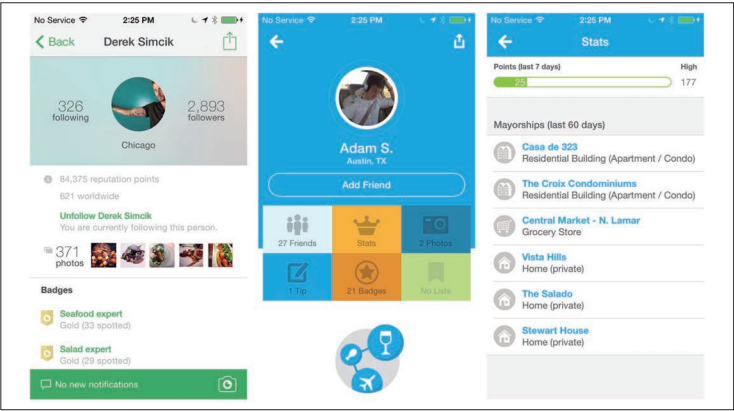 No Service 2:25 PM
Back Derek Simcik
326
following
2,893
followers
Chicago
84,375 reputation points
621 worldwide
Unfollow Derek Simcik
You are currently following this person.
371
photos
Badges
Seafood expert
Gold (33 spotted)
Salad expert
Gold (29 spotted)
No new notifications
No Service 2:25 PM
Adam S.
Austin, TX
Add Friend
27 Friends
Stats
2 Photos
1 Tip
21 Badges
No Lists
No Service 2:25 PM
Stats
Points (last 7 days) High
25 177
Mayorships (last 60 days)
Casa de 323
Residential Building (Apartment / Condo)
The Croix Condominiums
Residential Building (Apartment / Condo)
Central Market - N. Lamar
Grocery Store
Vista Hills
Home (private)
The Salado
Home (private)
Stewart House
Home (private)